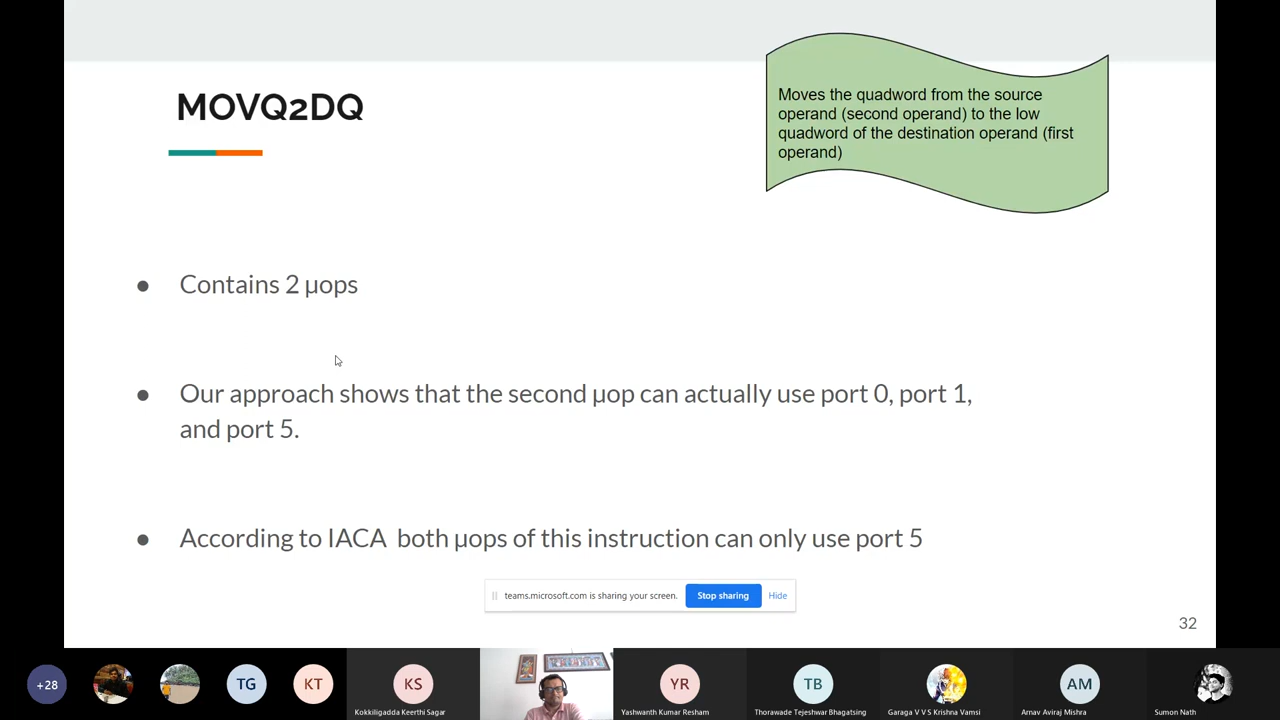 MOVQ2DQ
Moves the quadword from the source
operand (second operand) to the low
quadword of the destination operand (first
operand)
● Contains 2 µops
● Our approach shows that the second µop can actually use port 0, port 1,
and port 5.
● According to IACA both µops of this instruction can only use port 5
teams.microsoft.com is sharing your screen. Stop sharing Hide
32
+28 TG KT KS YR TB AM
Kokkiligadda Keerthi Sagar Yashwanth Kumar Resham Thorawade Tejeshwar Bhagatsing Garaga V V S Krishna Vamsi Arnav Aviraj Mishra Sumon Nath